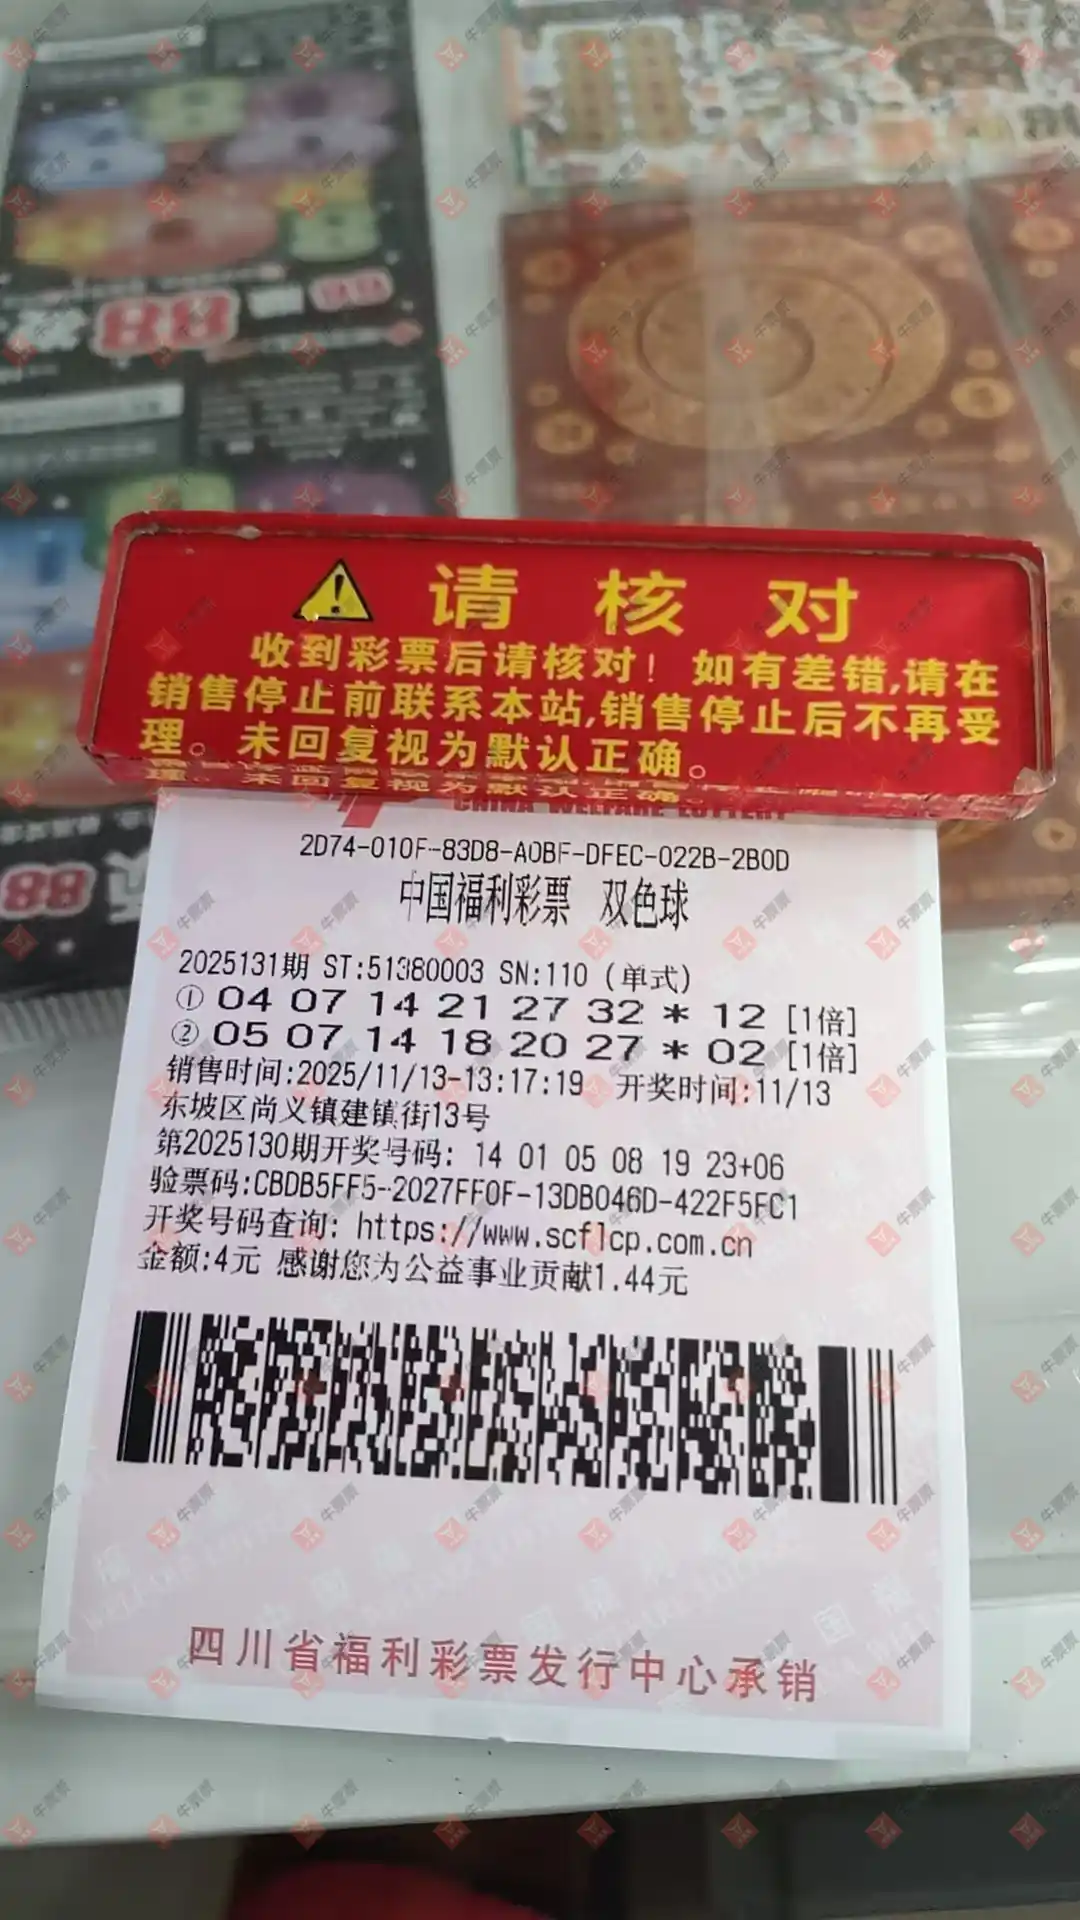 请核对
收到彩票后请核对！如有差错,请在
销售停止前联系本站,销售停止后不再受
理。未回复视为默认正确。
CHINA WELFARE LOTTERY
2D74-010F-83D8-A0BF-DFEC-022B-2B0D
中国福利彩票 双色球
2025131期 ST:51380003 SN:110 (单式)
① 04 07 14 21 27 32 * 12 [1倍]
② 05 07 14 18 20 27 * 02 [1倍]
销售时间:2025/11/13-13:17:19 开奖时间:11/13
东坡区尚义镇建镇街13号
第2025130期开奖号码: 14 01 05 08 19 23+06
验票码:CBDB5FF5-2027FF0F-13DB046D-422F5FC1
开奖号码查询: https://www.scflcp.com.cn
金额:4元 感谢您为公益事业贡献1.44元
四川省福利彩票发行中心承销
88
牛票票